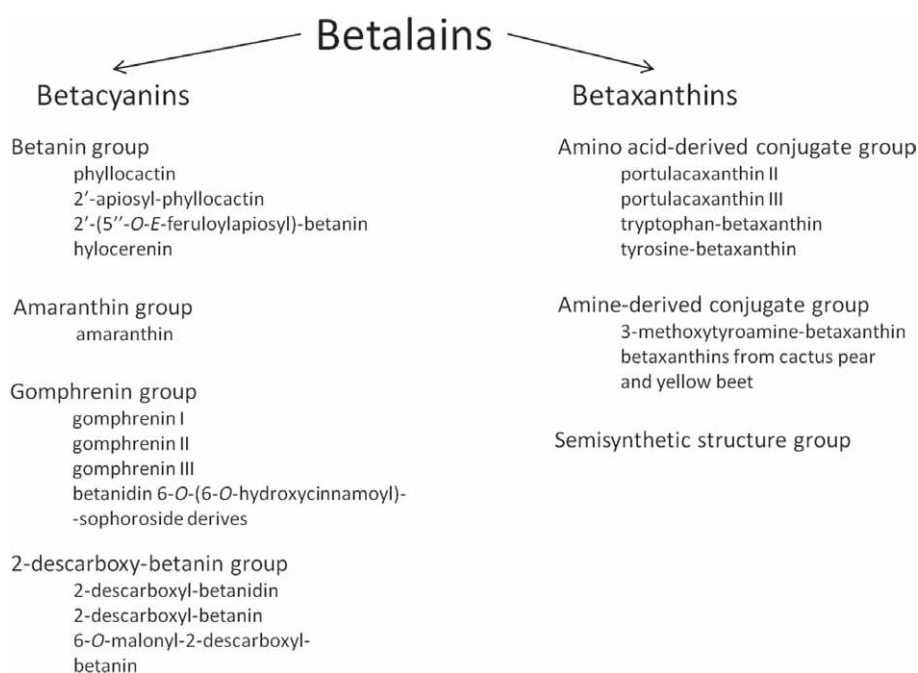 Betalains
Betacyanins
Betanin group
phyllocactin
2′-apiosyl-phyllocactin
2′-(5′′-O-E-feruloylapiosyl)-betanin
hylocerenin
Amaranthin group
amaranthin
Gomphrenin group
gomphrenin I
gomphrenin II
gomphrenin III
betanidin 6-O-(6-O-hydroxycinnamoyl)-
-sophoroside derives
2-descarboxy-betanin group
2-descarboxyl-betanidin
2-descarboxyl-betanin
6-O-malonyl-2-descarboxyl-
betanin
Betaxanthins
Amino acid-derived conjugate group
portulacaxanthin II
portulacaxanthin III
tryptophan-betaxanthin
tyrosine-betaxanthin
Amine-derived conjugate group
3-methoxytyroamine-betaxanthin
betaxanthins from cactus pear
and yellow beet
Semisynthetic structure group